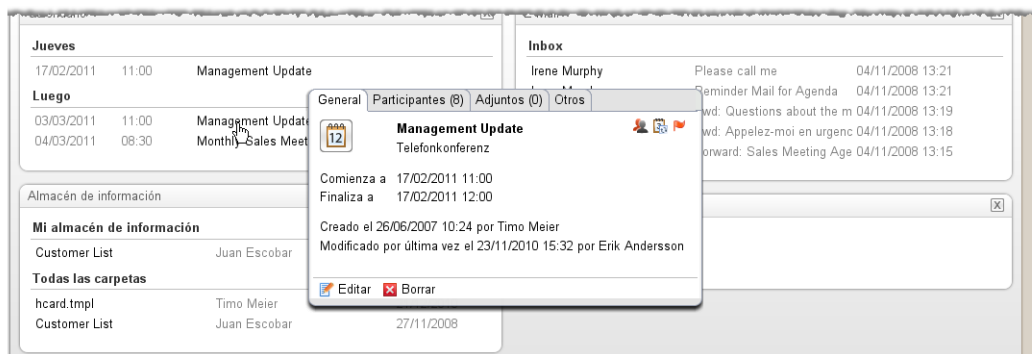 Jueves
17/02/2011 11:00 Management Update
Luego
03/03/2011 11:00 Management Update
04/03/2011 08:30 Monthly Sales Meet
Almacén de información
Mi almacén de información
Customer List Juan Escobar
Todas las carpetas
hcard.tmpl Timo Meier
Customer List Juan Escobar 27/11/2008
General Participantes (8) Adjuntos (0) Otros
12
Management Update
Telefonkonferenz
Comienza a 17/02/2011 11:00
Finaliza a 17/02/2011 12:00
Creado el 26/06/2007 10:24 por Timo Meier
Modificado por última vez el 23/11/2010 15:32 por Erik Andersson
Editar Borrar
Inbox
Irene Murphy Please call me 04/11/2008 13:21
Reminder Mail for Agenda 04/11/2008 13:21
wd: Questions about the m 04/11/2008 13:19
wd: Appelez-moi en urgenc 04/11/2008 13:18
orward: Sales Meeting Age 04/11/2008 13:15